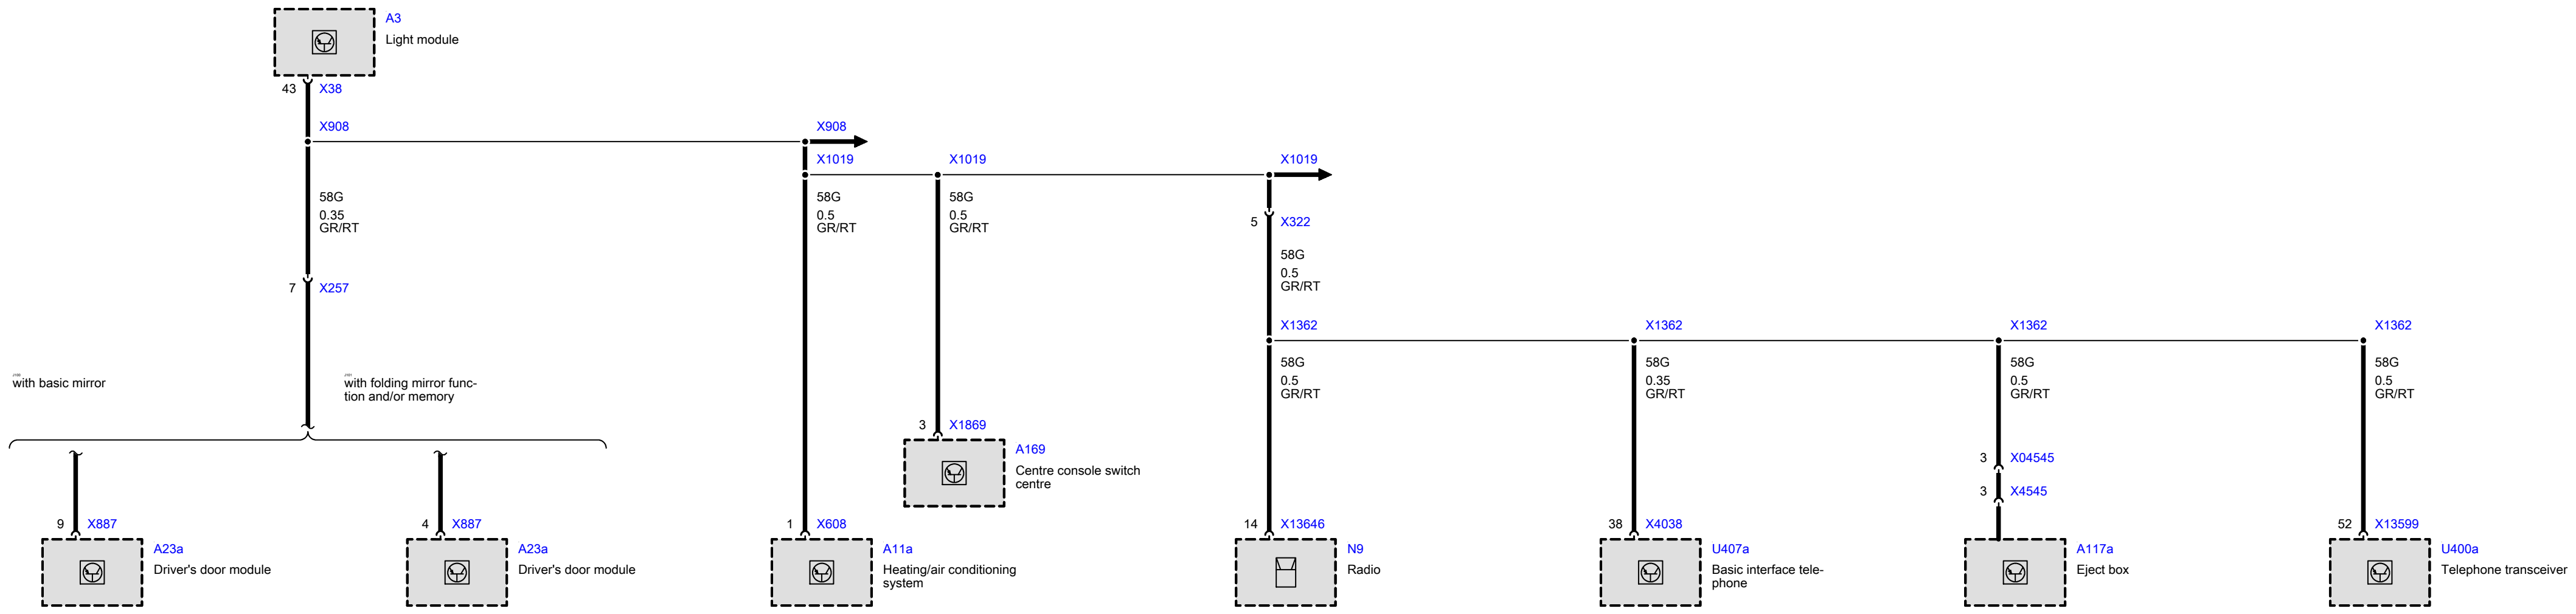 A3
Light module
43 X38
X908 X908
X1019 X1019 X1019
58G 58G 58G
0.35 0.5 0.5
GR/RT GR/RT GR/RT
5 X322
58G
0.5
GR/RT
7 X257
X1362 X1362 X1362 X1362
58G 58G 58G 58G
0.5 0.35 0.5 0.5
GR/RT GR/RT GR/RT GR/RT
with basic mirror
with folding mirror func-
tion and/or memory
3 X1869
A169
Centre console switch
centre
3 X04545
3 X4545
9 X887 4 X887 1 X608 14 X13646 38 X4038 52 X13599
A23a
Driver's door module
A23a
Driver's door module
A11a
Heating/air conditioning
system
N9
Radio
U407a
Basic interface tele-
phone
A117a
Eject box
U400a
Telephone transceiver